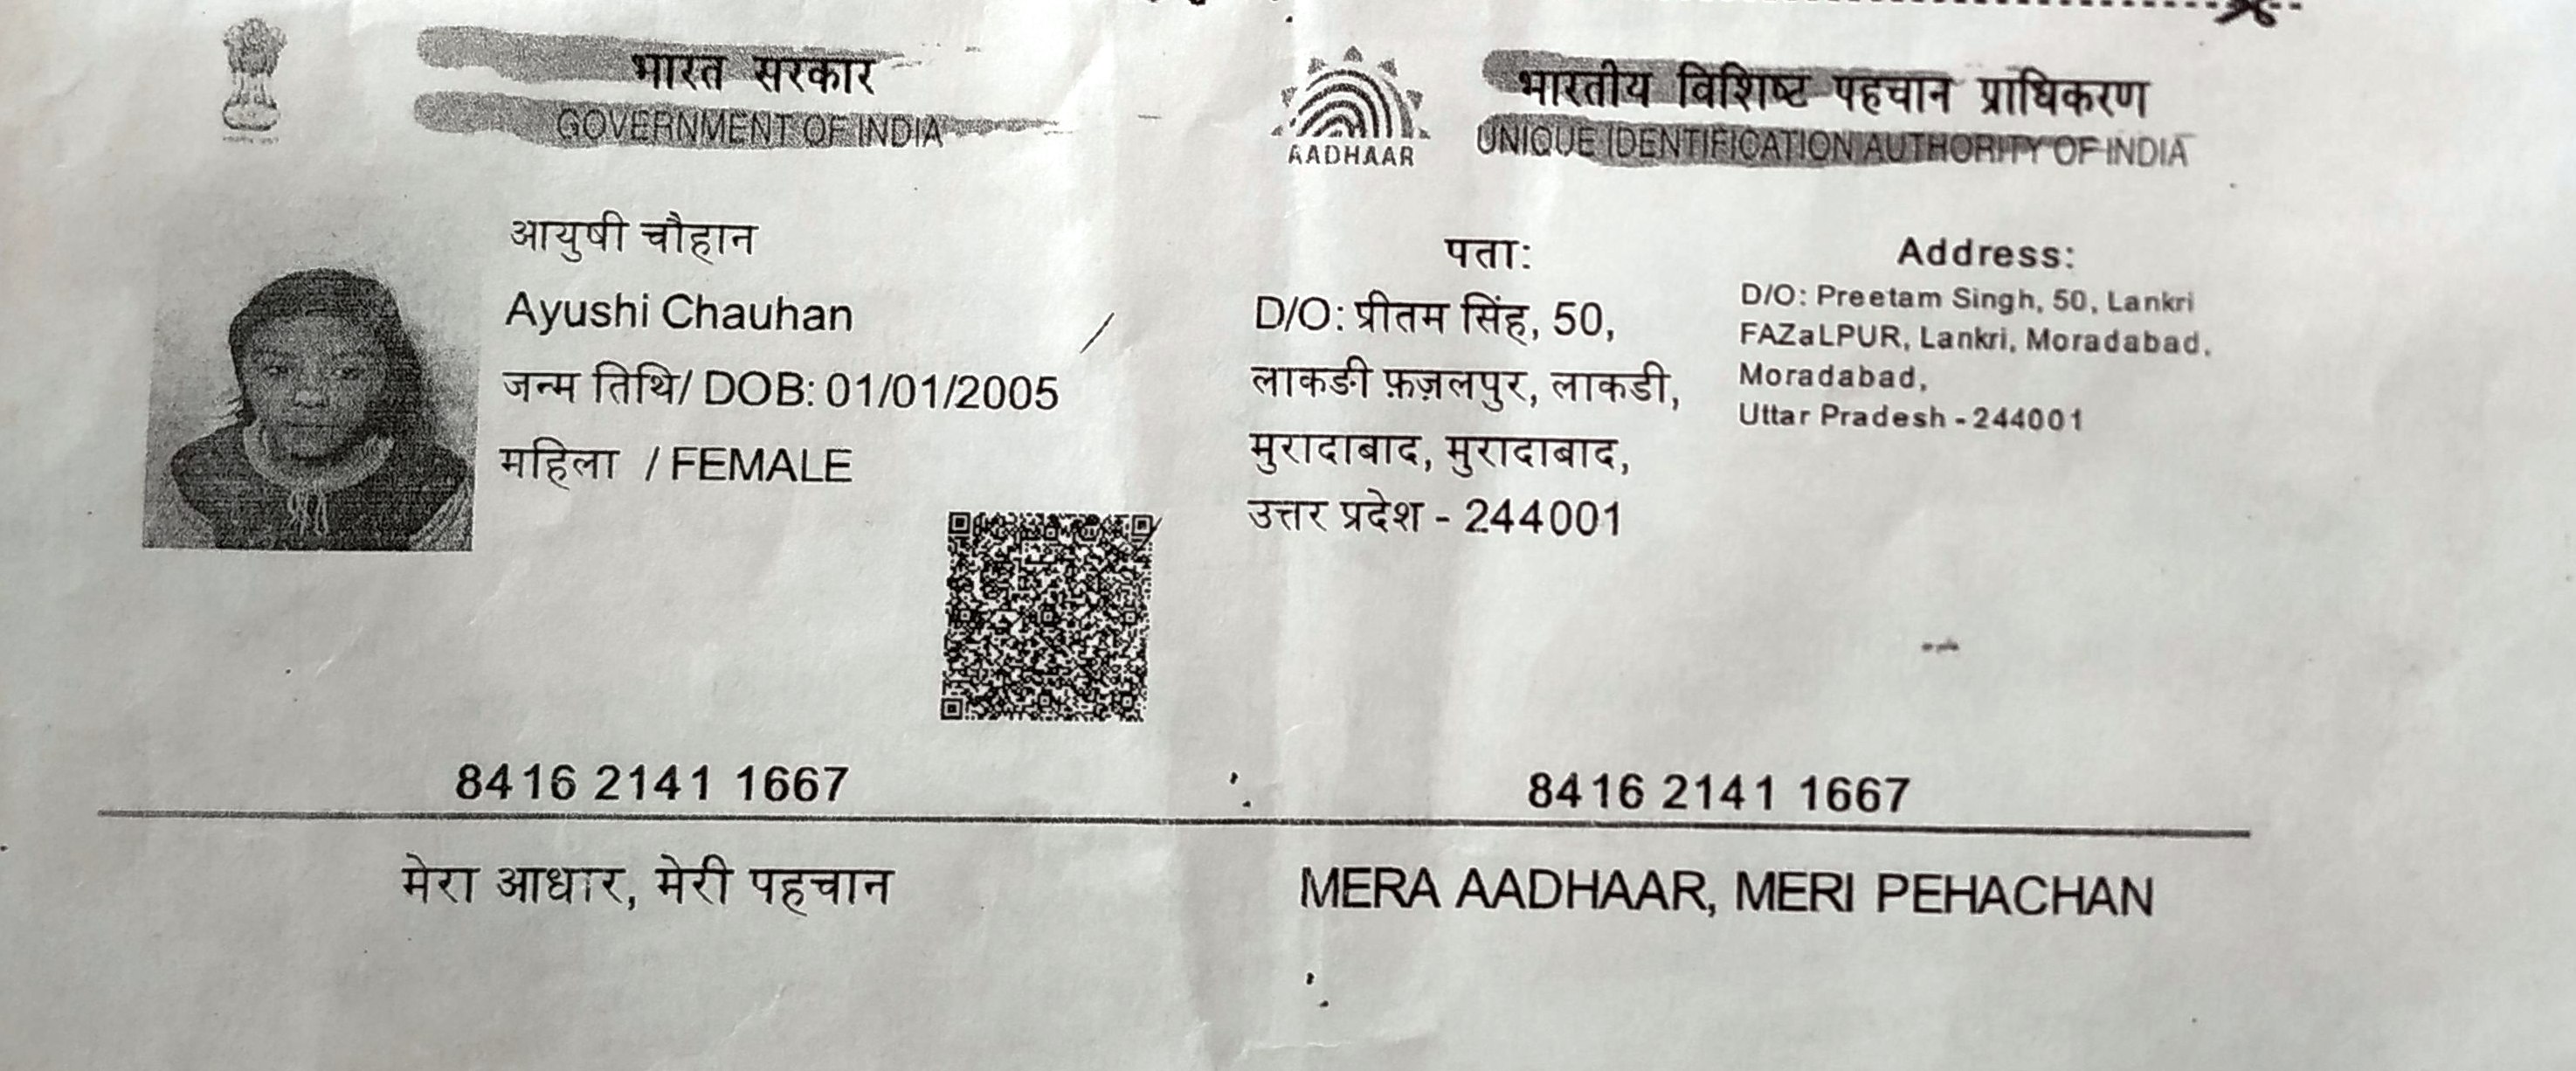 भारत सरकार
GOVERNMENT OF INDIA
आयुषी चौहान
Ayushi Chauhan
जन्म तिथि/ DOB: 01/01/2005
महिला / FEMALE
8416 2141 1667
मेरा आधार, मेरी पहचान
AADHAAR
भारतीय विशिष्ट पहचान प्राधिकरण
UNIQUE IDENTIFICATION AUTHORITY OF INDIA
पता:
D/O: प्रीतम सिंह, 50,
लाकङी फ़ज़लपुर, लाकडी,
मुरादाबाद, मुरादाबाद,
उत्तर प्रदेश - 244001
Address:
D/O: Preetam Singh, 50, Lankri
FAZaLPUR, Lankri, Moradabad,
Moradabad,
Uttar Pradesh - 244001
8416 2141 1667
MERA AADHAAR, MERI PEHACHAN